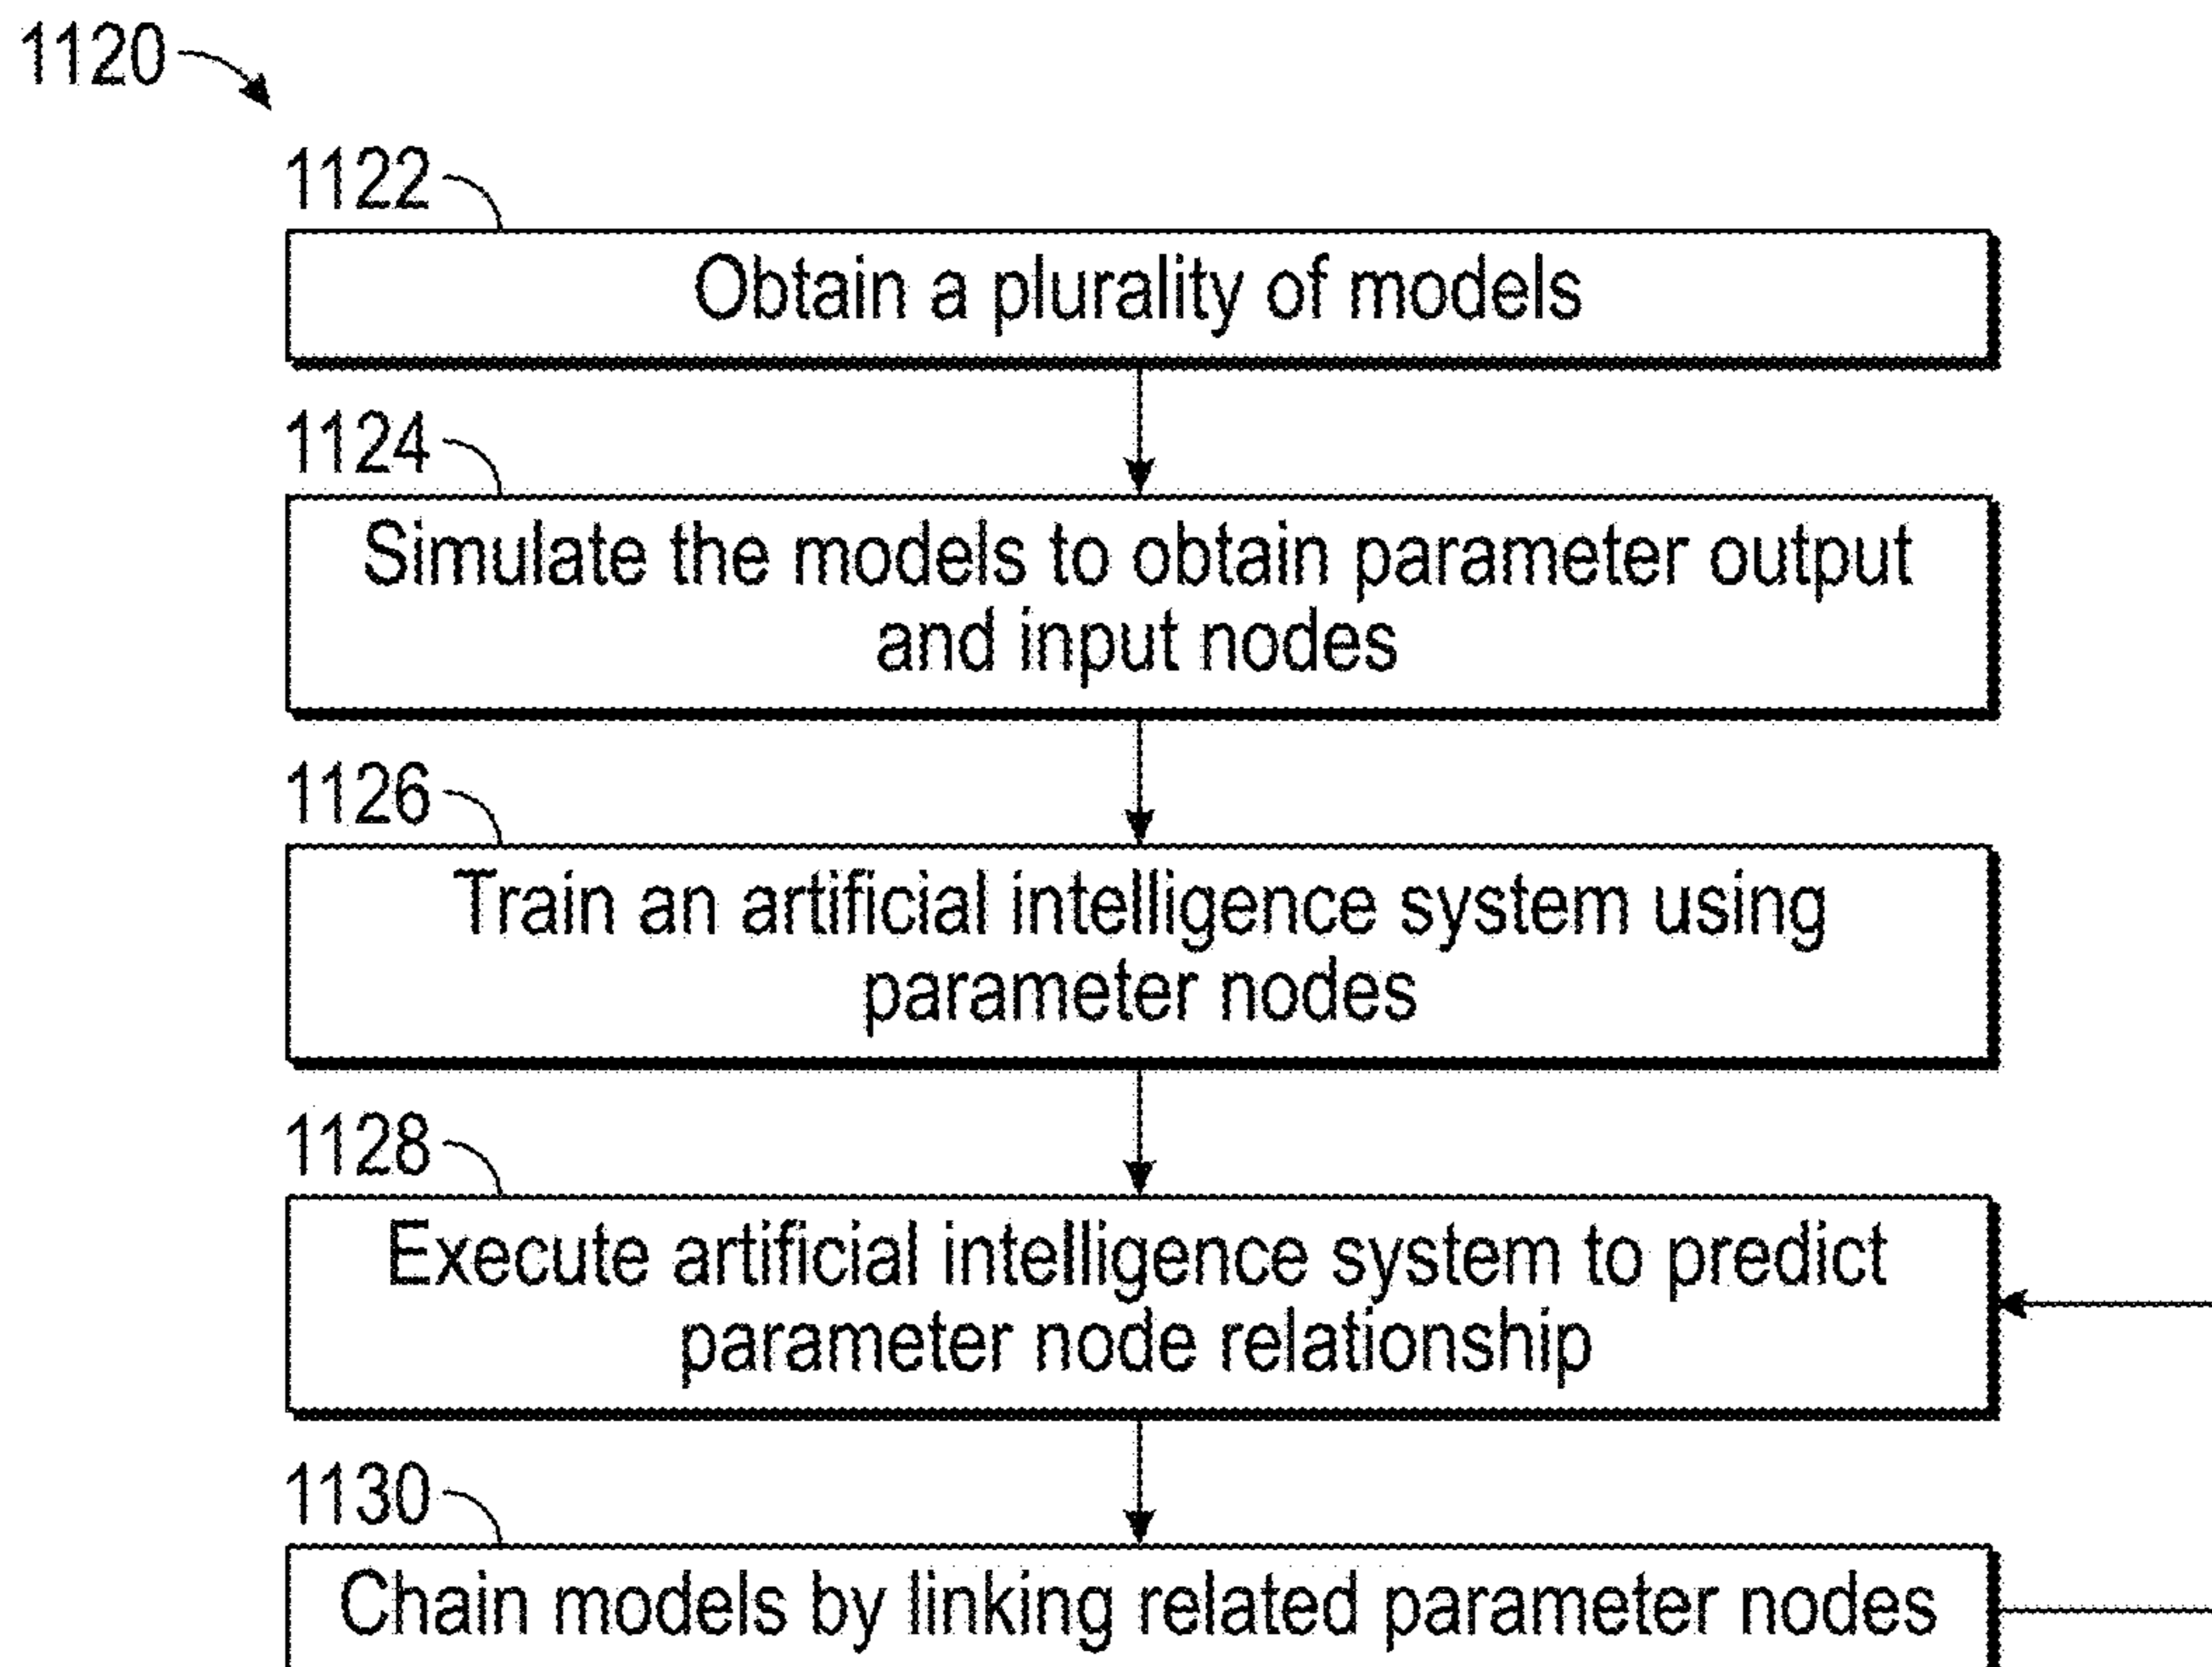 1120
1122
Obtain a plurality of models
1124
Simulate the models to obtain parameter output
and input nodes
1126
Train an artificial intelligence system using
parameter nodes
1128
Execute artificial intelligence system to predict
parameter node relationship
1130
Chain models by linking related parameter nodes